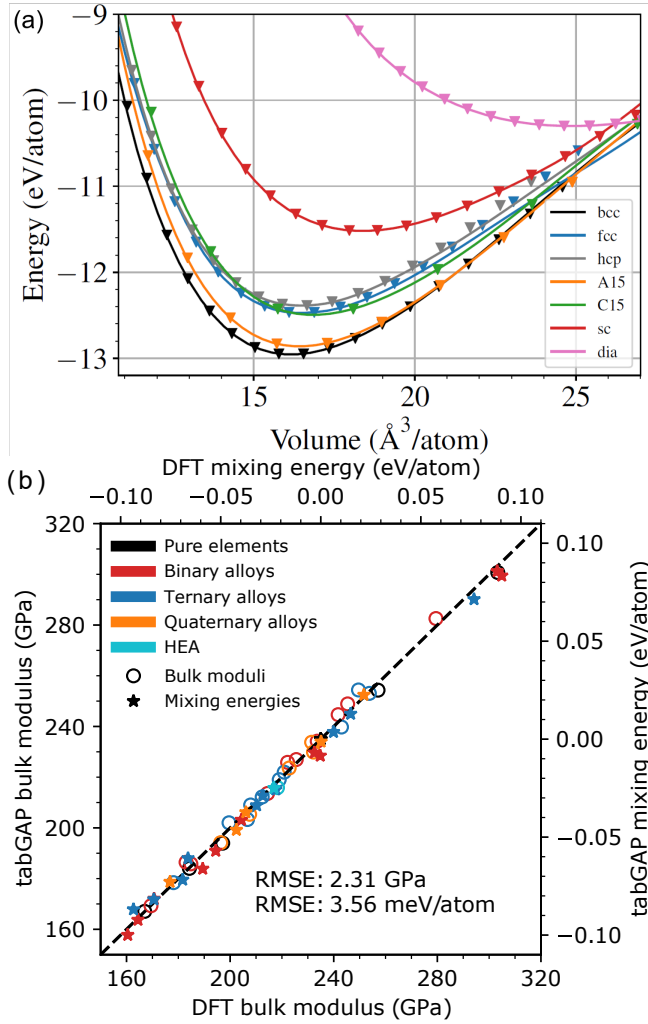 (a)
−9
−10
−11
−12
−13
Energy (eV/atom)
bcc
fcc
hcp
A15
C15
sc
dia
15 20 25
Volume (Å³/atom)
(b)
DFT mixing energy (eV/atom)
−0.10 −0.05 0.00 0.05 0.10
320
280
240
200
160
tabGAP bulk modulus (GPa)
Pure elements
Binary alloys
Ternary alloys
Quaternary alloys
HEA
Bulk moduli
Mixing energies
RMSE: 2.31 GPa
RMSE: 3.56 meV/atom
0.10
0.05
0.00
−0.05
−0.10
tabGAP mixing energy (eV/atom)
160 200 240 280 320
DFT bulk modulus (GPa)